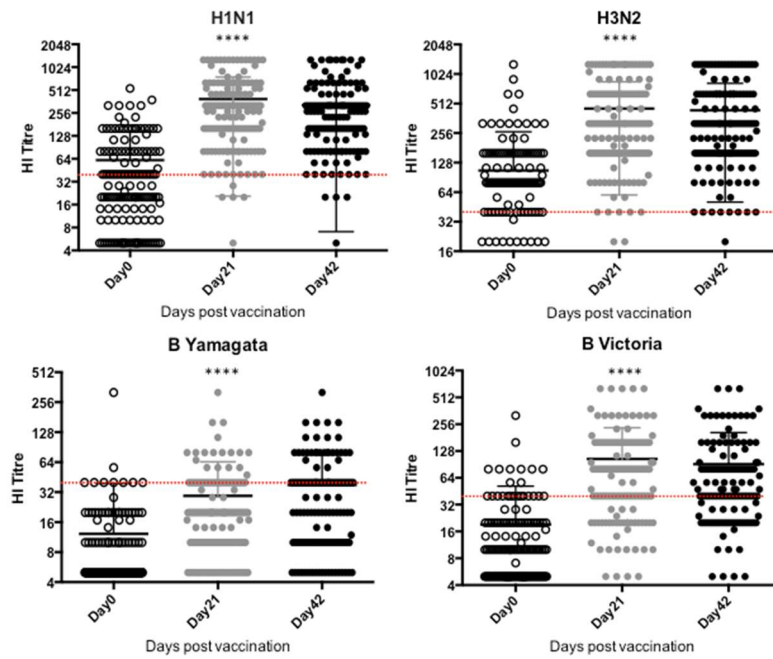 H1N1
****
2048
1024
512
256
128
64
32
16
8
4
HI Titre
Day0
Day21
Day42
Days post vaccination
H3N2
****
2048
1024
512
256
128
64
32
16
HI Titre
Day0
Day21
Day42
Days post vaccination
B Yamagata
****
512
256
128
64
32
16
8
4
HI Titre
Day0
Day21
Day42
Days post vaccination
B Victoria
****
1024
512
256
128
64
32
16
8
4
HI Titre
Day0
Day21
Day42
Days post vaccination